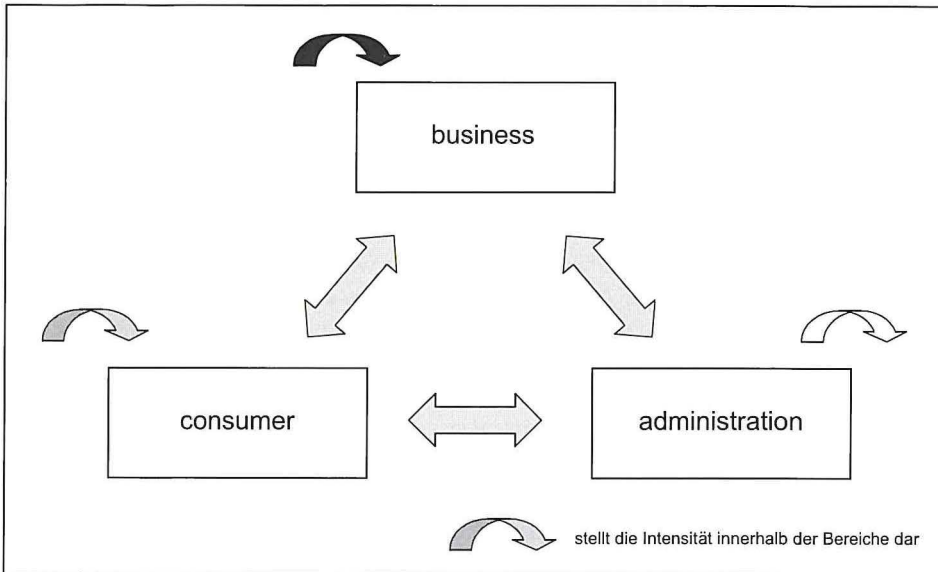 business
consumer
administration
stellt die Intensität innerhalb der Bereiche dar